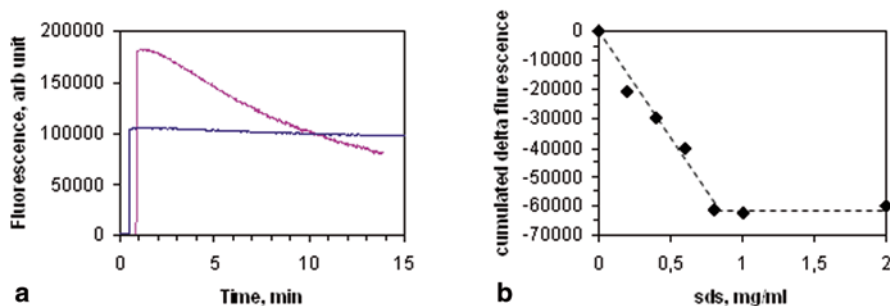 Fluorescence, arb unit
200000
150000
100000
50000
0
0 5 10 15
Time, min
a
cumulated delta flurescence
0
-10000
-20000
-30000
-40000
-50000
-60000
-70000
0 0,5 1 1,5 2
sds, mg/ml
b